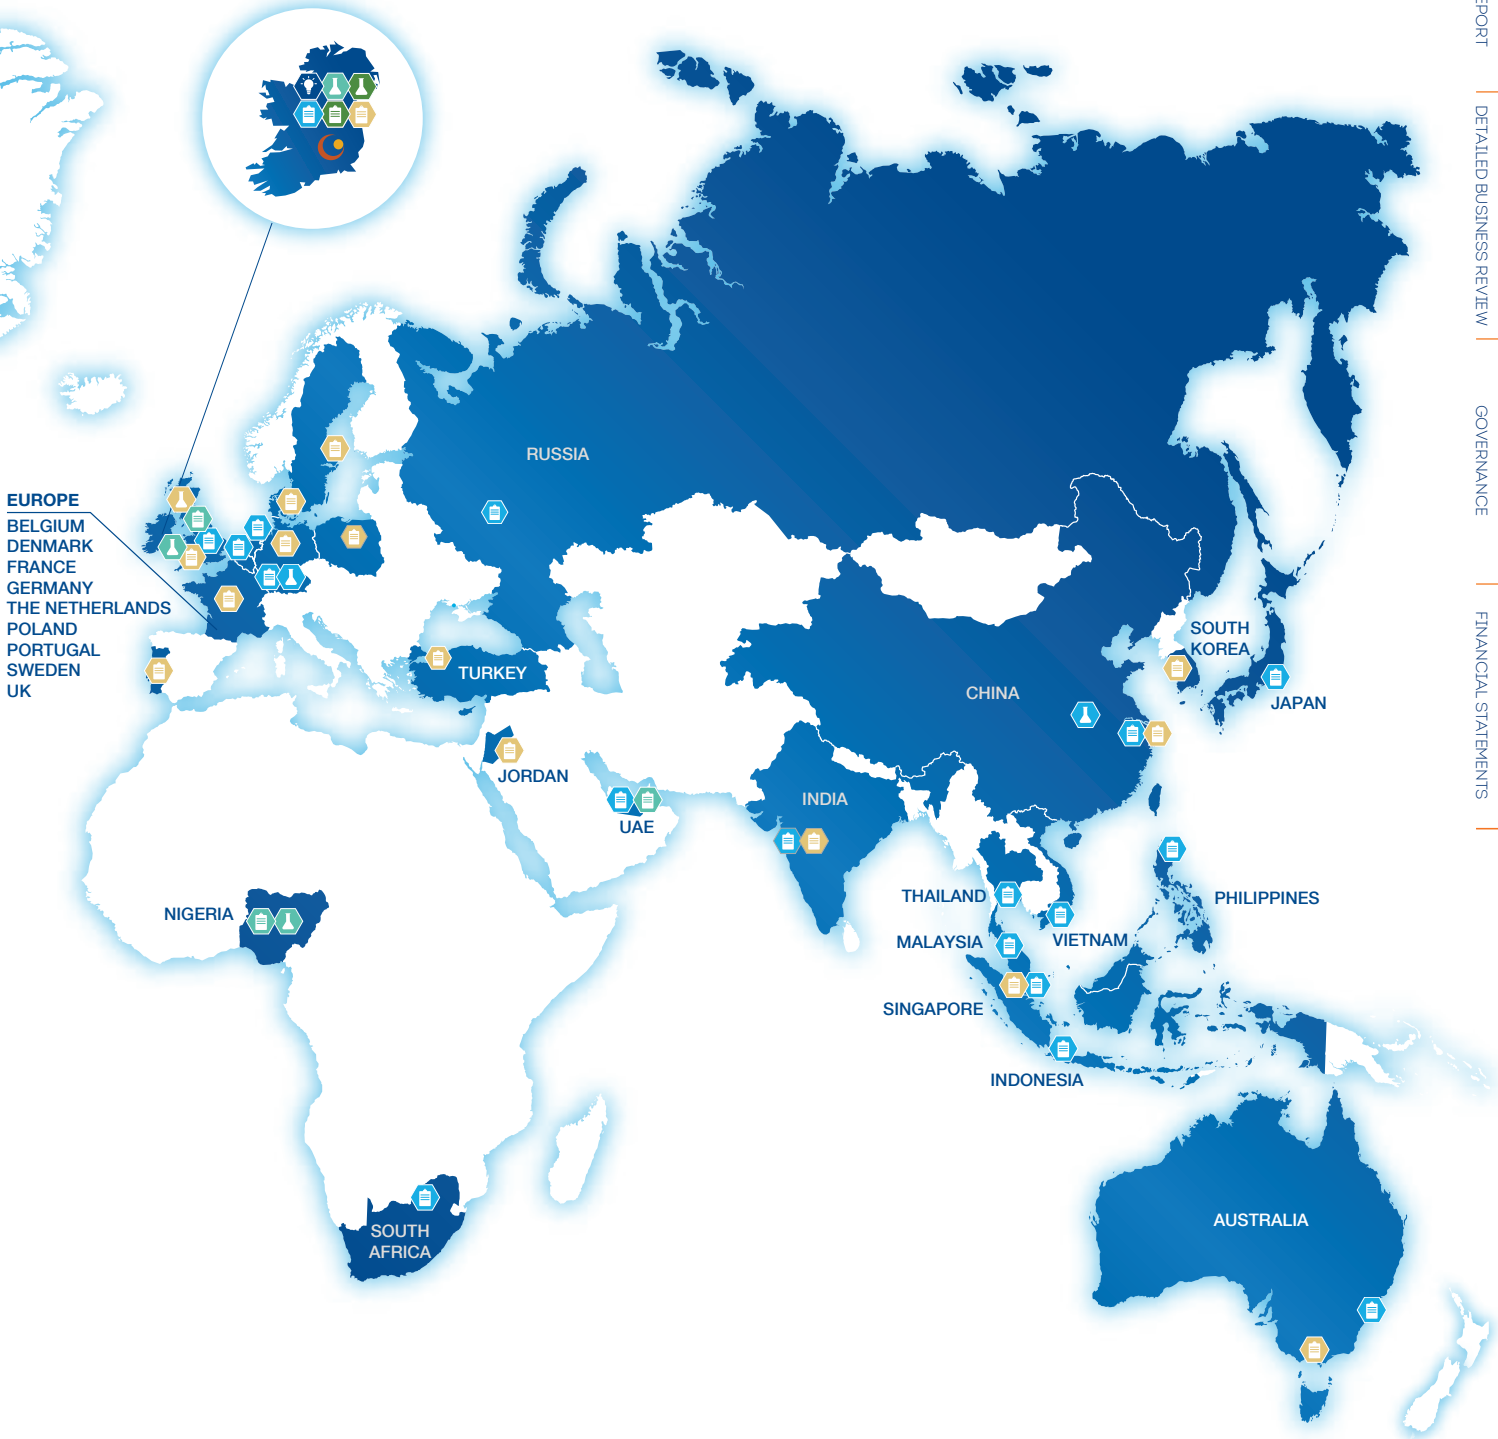 EUROPE
BELGIUM
DENMARK
FRANCE
GERMANY
THE NETHERLANDS
POLAND
PORTUGAL
SWEDEN
UK
RUSSIA
TURKEY
JORDAN
UAE
NIGERIA
SOUTH
AFRICA
INDIA
CHINA
SOUTH
KOREA
JAPAN
THAILAND
VIETNAM
PHILIPPINES
MALAYSIA
SINGAPORE
INDONESIA
AUSTRALIA
DETAILED BUSINESS REVIEW
GOVERNANCE
FINANCIAL STATEMENTS